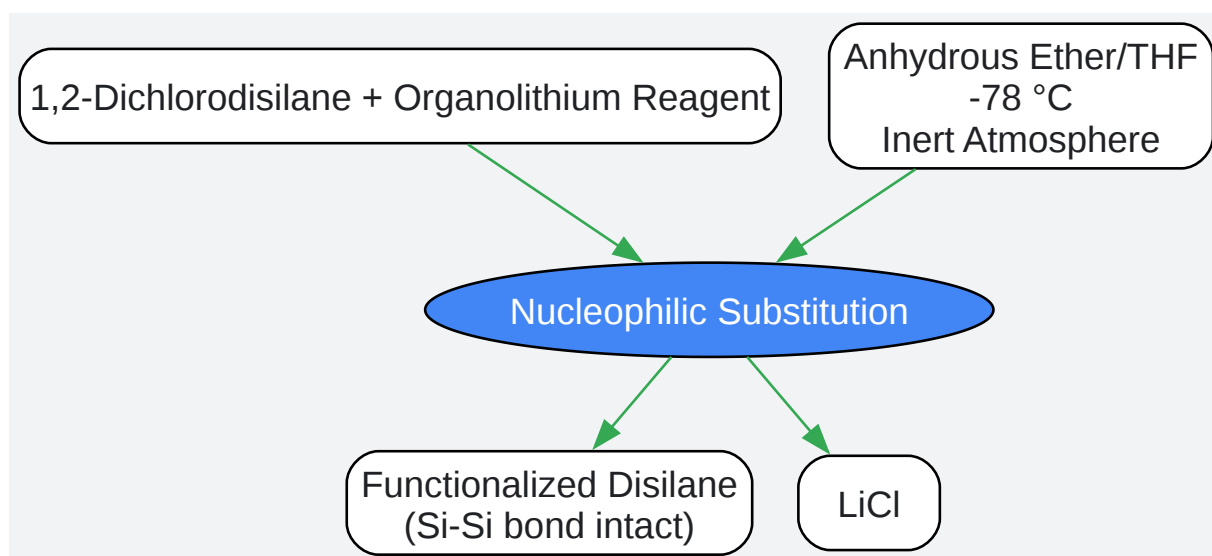 1,2-Dichlorodisilane + Organolithium Reagent
Anhydrous Ether/THF
-78 °C
Inert Atmosphere
Nucleophilic Substitution
Functionalized Disilane
(Si-Si bond intact)
LiCl